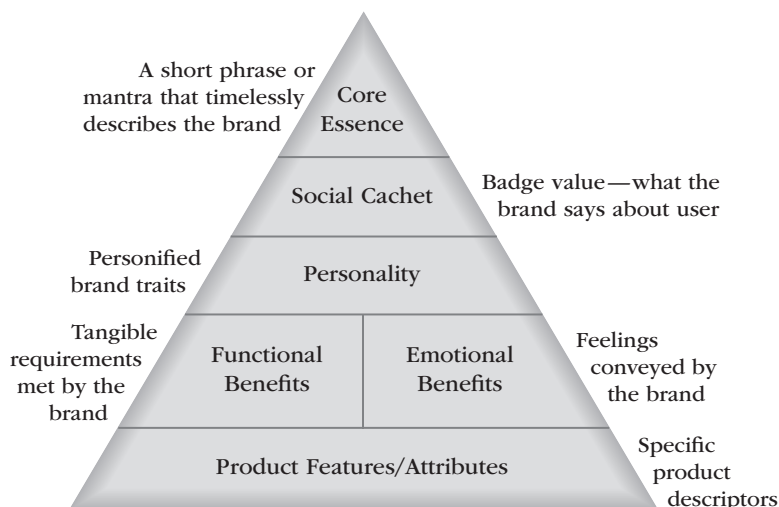 A short phrase or
mantra that timelessly
describes the brand
Core
Essence
Social Cachet
Badge value—what the
brand says about user
Personified
brand traits
Personality
Tangible
requirements
met by the
brand
Functional
Benefits
Emotional
Benefits
Feelings
conveyed by
the brand
Product Features/Attributes
Specific
product
descriptors